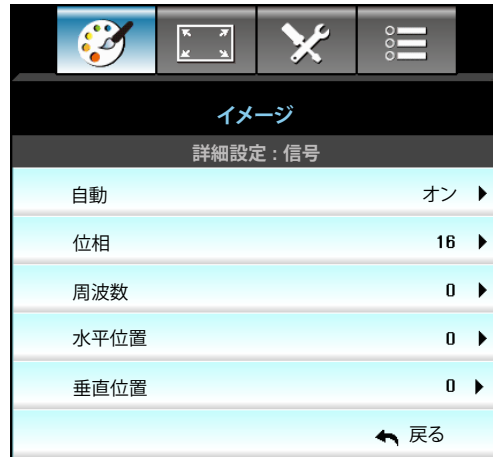 イメージ
詳細設定 : 信号
自動 オン
位相 16
周波数 0
水平位置 0
垂直位置 0
戻る